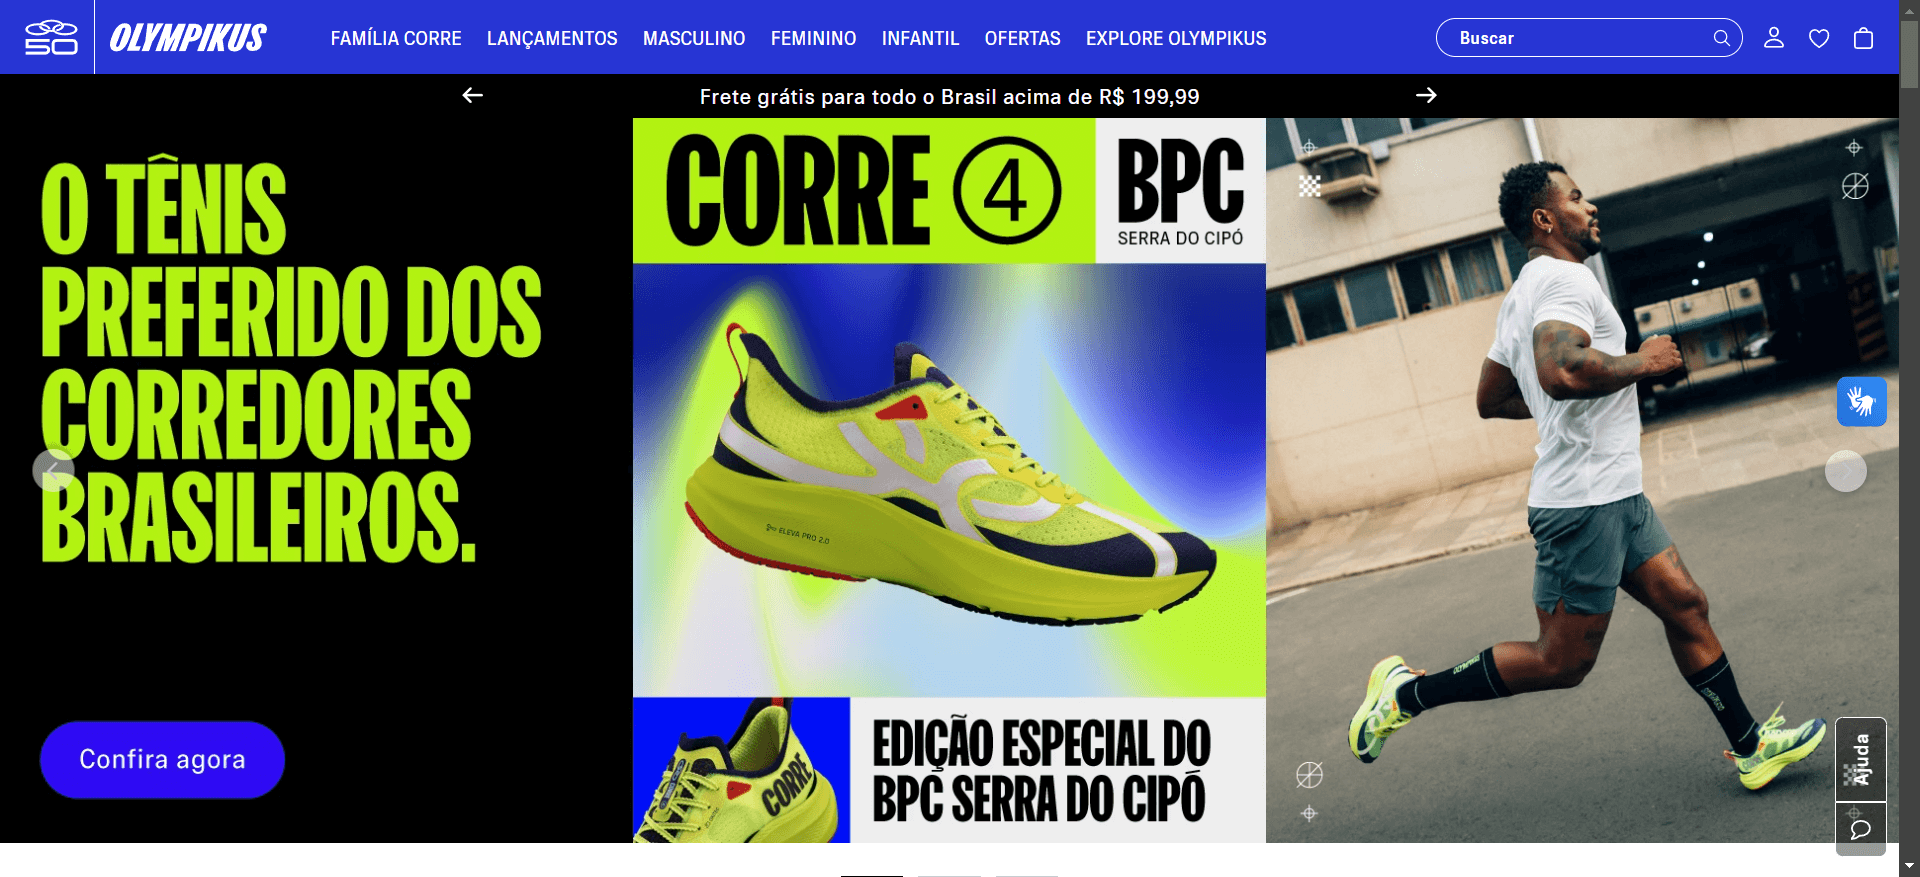 50
OLYMPIKUS
FAMÍLIA CORRE
LANÇAMENTOS
MASCULINO
FEMININO
INFANTIL
OFERTAS
EXPLORE OLYMPIKUS
Buscar
Frete grátis para todo o Brasil acima de R$ 199,99
O TÊNIS
PREFERIDO DOS
CORREDORES
BRASILEIROS.
Confira agora
CORRE 4
BPC
SERRA DO CIPÓ
ELEVA PRO 2.0
CORRE
EDIÇÃO ESPECIAL DO
BPC SERRA DO CIPÓ
OLYMPIKUS
Ajuda